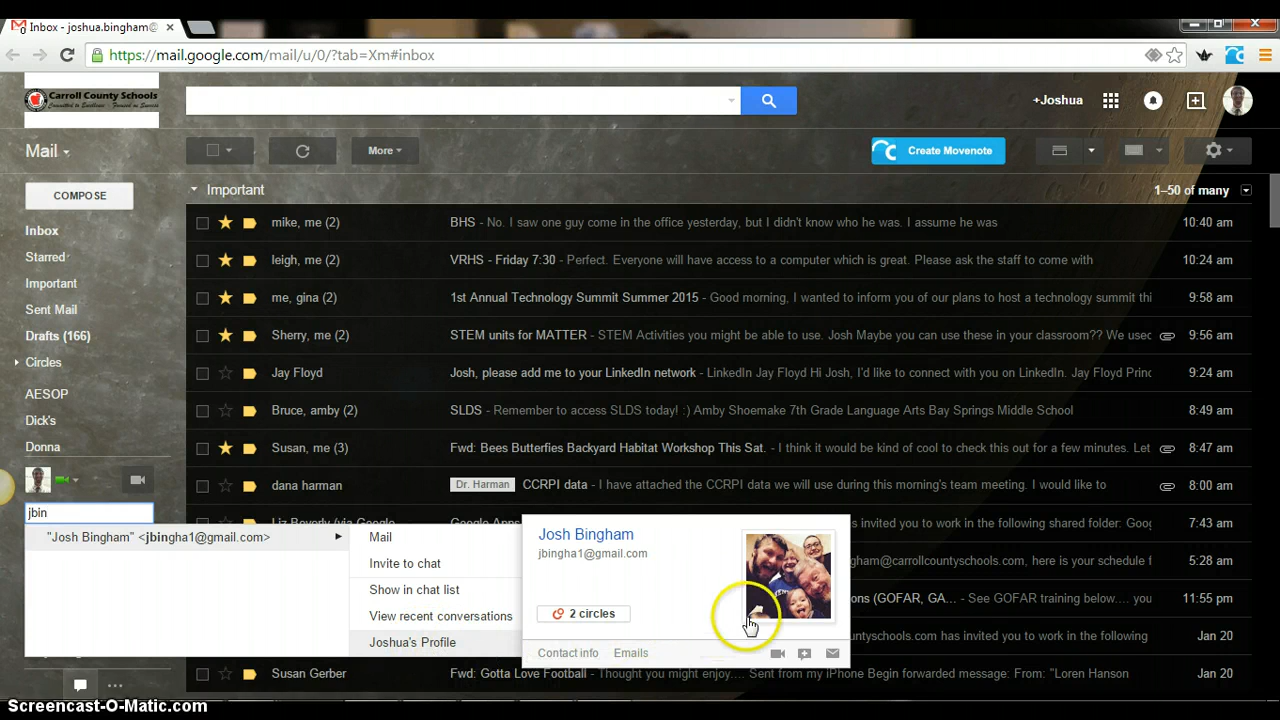 Inbox - joshua.bingham@
https://mail.google.com/mail/u/0/?tab=Xm#inbox
Carroll County Schools
Committed to Excellence - Focused on Success
+Joshua
Mail
More
Create Movenote
COMPOSE
Important
1–50 of many
Inbox
Starred
Important
Sent Mail
Drafts (166)
Circles
AESOP
Dick's
Donna
mike, me (2) BHS - No. I saw one guy come in the office yesterday, but I didn't know who he was. I assume he was 10:40 am
leigh, me (2) VRHS - Friday 7:30 - Perfect. Everyone will have access to a computer which is great. Please ask the staff to come with 10:24 am
me, gina (2) 1st Annual Technology Summit Summer 2015 - Good morning, I wanted to inform you of our plans to host a technology summit thi 9:58 am
Sherry, me (2) STEM units for MATTER - STEM Activities you might be able to use. Josh Maybe you can use these in your classroom?? We usec 9:56 am
Jay Floyd Josh, please add me to your LinkedIn network - LinkedIn Jay Floyd Hi Josh, I'd like to connect with you on LinkedIn. Jay Floyd Princ 9:24 am
Bruce, amby (2) SLDS - Remember to access SLDS today! :) Amby Shoemake 7th Grade Language Arts Bay Springs Middle School 8:49 am
Susan, me (3) Fwd: Bees Butterfies Backyard Habitat Workshop This Sat. - I think it would be kind of cool to check this out for a few minutes. Let 8:47 am
dana harman Dr. Harman CCRPI data - I have attached the CCRPI data we will use during this morning's team meeting. I would like to 8:00 am
Liz Beverly (via Google Google Apps s invited you to work in the following shared folder: Goog 7:43 am
jbin
"Josh Bingham" <jbingha1@gmail.com>
Mail
Invite to chat
Show in chat list
View recent conversations
Joshua's Profile
Josh Bingham
jbingha1@gmail.com
2 circles
Contact info Emails
gham@carrollcountyschools.com, here is your schedule f 5:28 am
ons (GOFAR, GA... - See GOFAR training below.... you 11:55 pm
ntyschools.com has invited you to work in the following Jan 20
Susan Gerber Fwd: Gotta Love Football - Thought you might enjoy.... Sent from my iPhone Begin forwarded message: From: "Loren Hanson Jan 20
Screencast-O-Matic.com